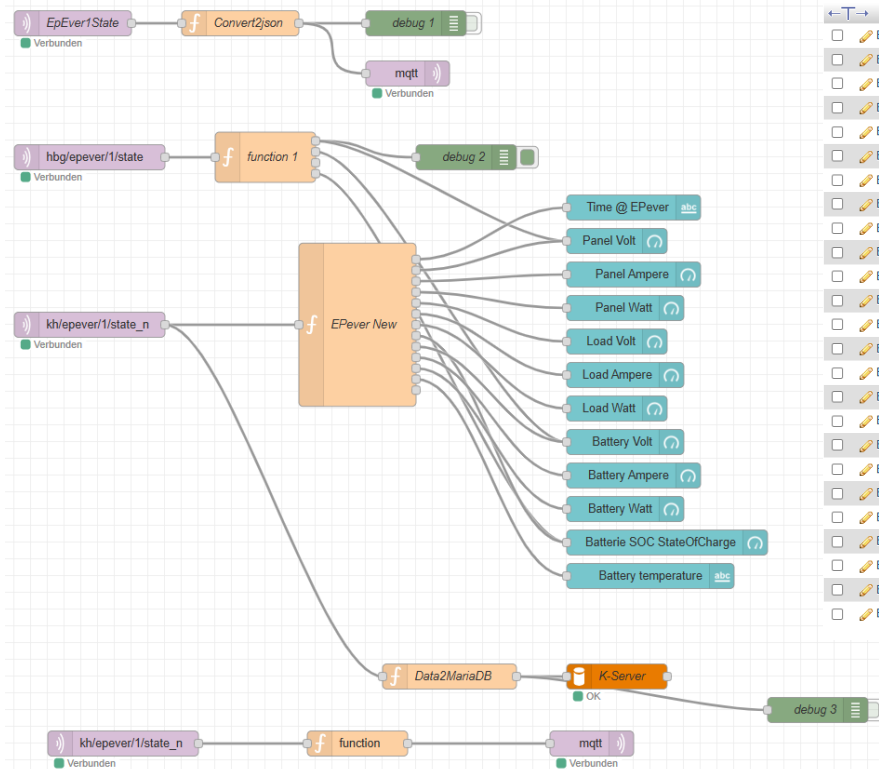 EpEver1State
Convert2json
debug 1
Verbunden
mqtt
Verbunden
hbg/epever/1/state
function 1
debug 2
Verbunden
Time @ EPever
abc
Panel Volt
Panel Ampere
Panel Watt
kh/epever/1/state_n
EPever New
Verbunden
Load Volt
Load Ampere
Load Watt
Battery Volt
Battery Ampere
Battery Watt
Batterie SOC StateOfCharge
Battery temperature
abc
Data2MariaDB
K-Server
OK
debug 3
kh/epever/1/state_n
function
mqtt
Verbunden
Verbunden